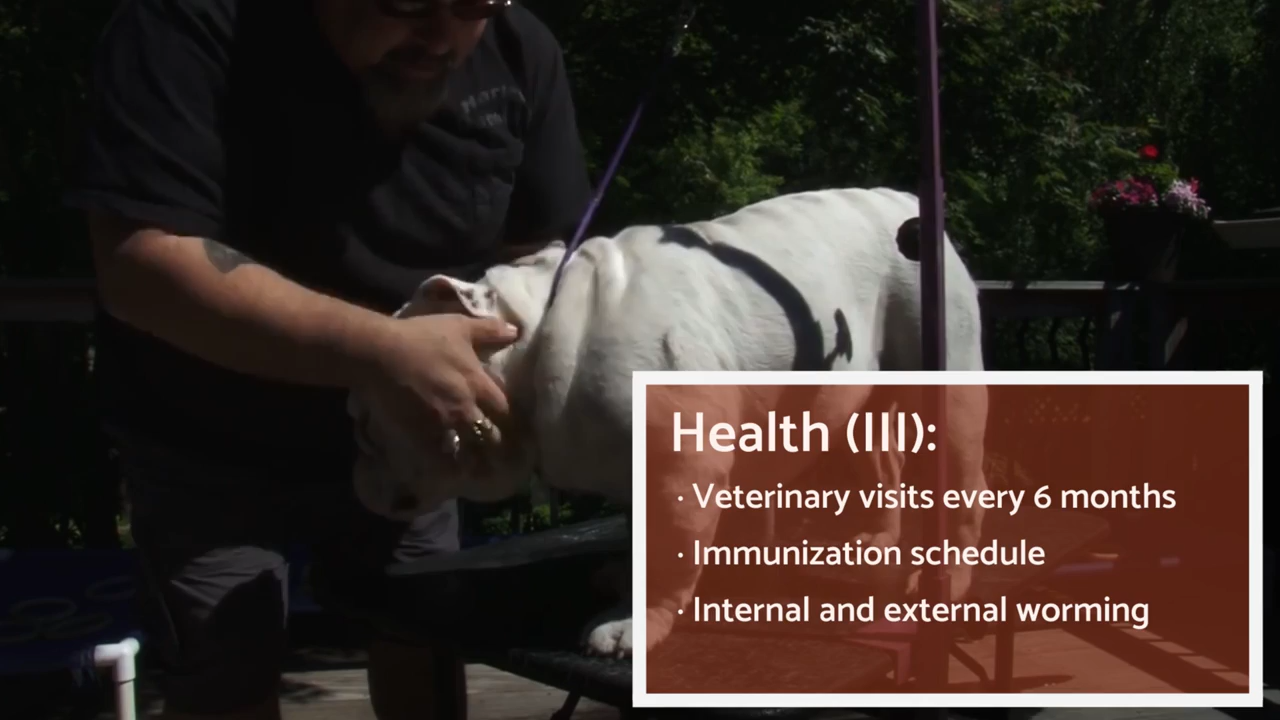 Health (III):
· Veterinary visits every 6 months
· Immunization schedule
· Internal and external worming